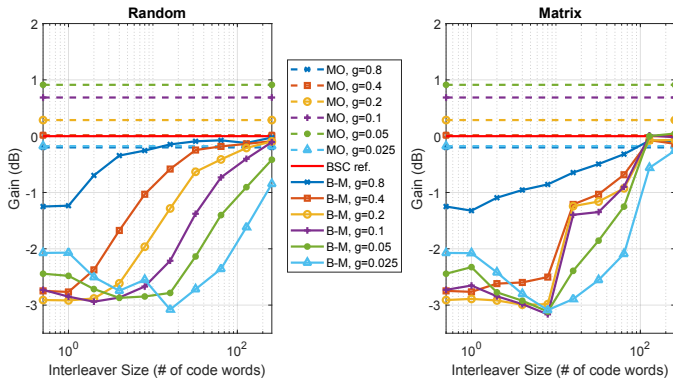 Random
Gain (dB)
2
1
0
-1
-2
-3
10^0
10^2
Interleaver Size (# of code words)
MO, g=0.8
MO, g=0.4
MO, g=0.2
MO, g=0.1
MO, g=0.05
MO, g=0.025
BSC ref.
B-M, g=0.8
B-M, g=0.4
B-M, g=0.2
B-M, g=0.1
B-M, g=0.05
B-M, g=0.025
Matrix
Gain (dB)
2
1
0
-1
-2
-3
10^0
10^2
Interleaver Size (# of code words)